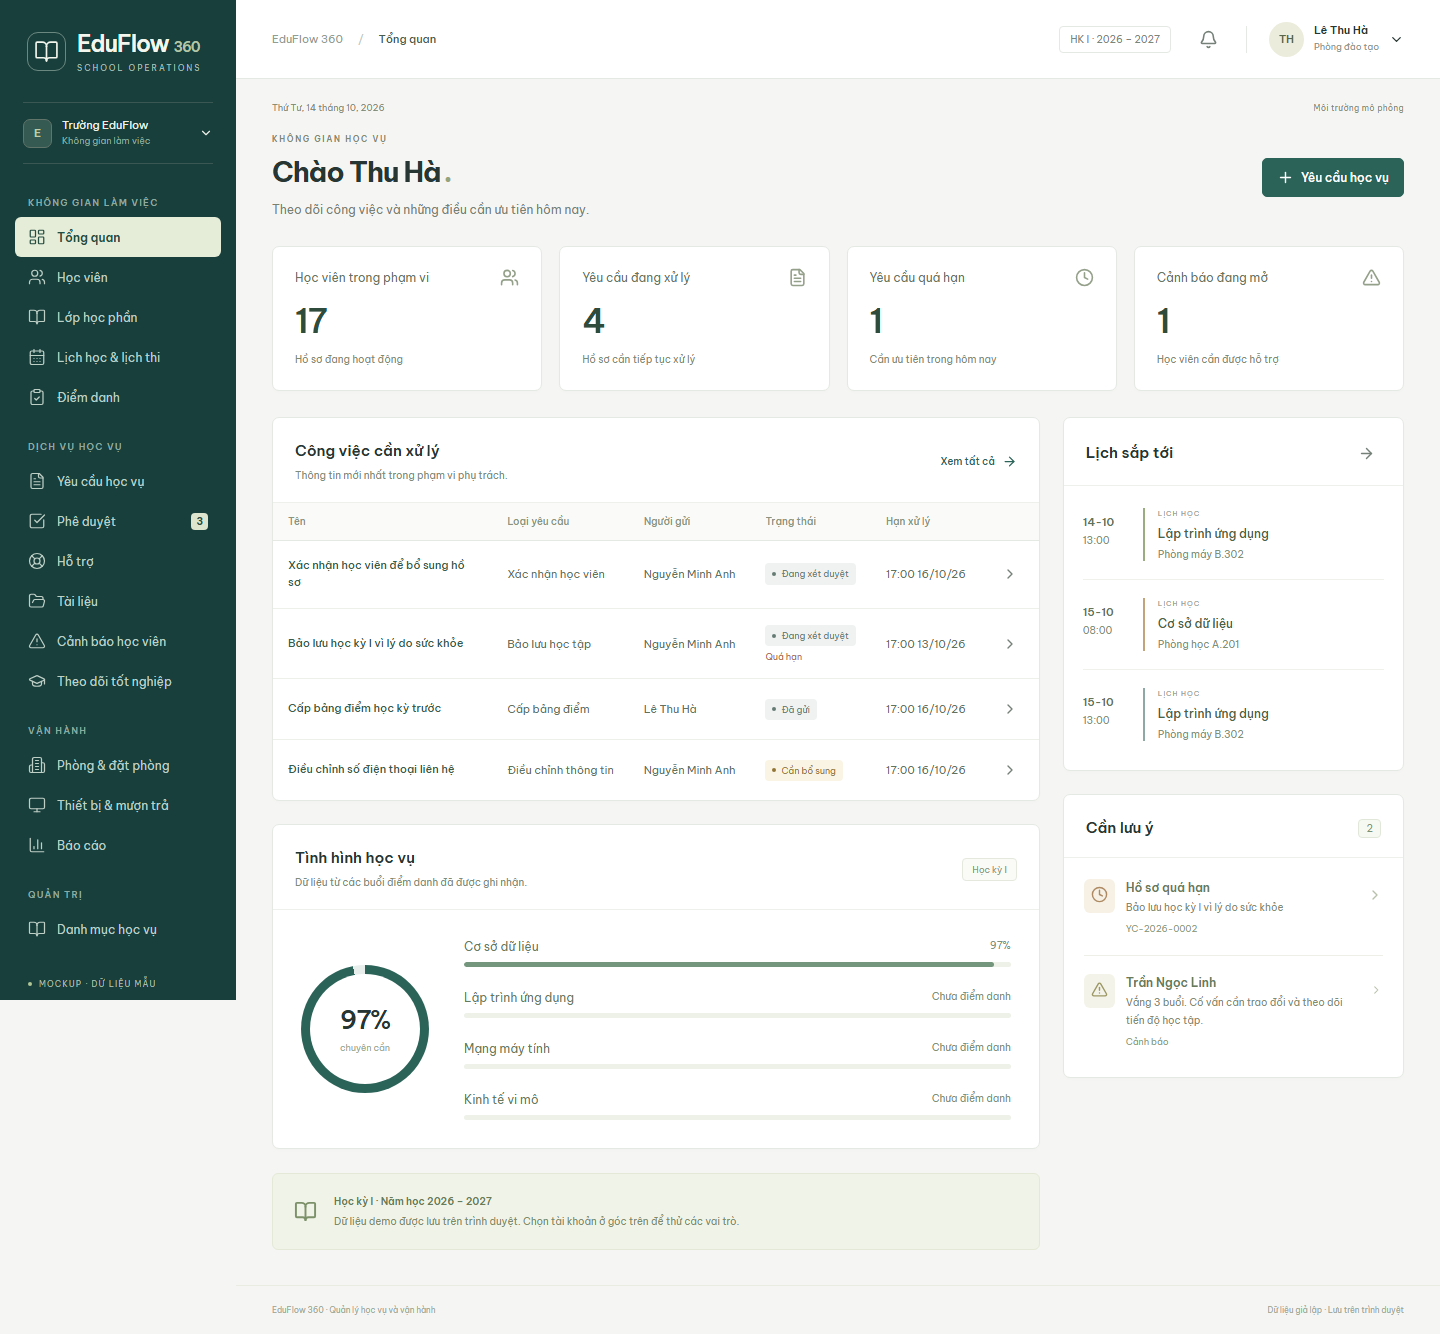 EduFlow 360
SCHOOL OPERATIONS
E
Trường EduFlow
Không gian làm việc
KHÔNG GIAN LÀM VIỆC
Tổng quan
Học viên
Lớp học phần
Lịch học & lịch thi
Điểm danh
DỊCH VỤ HỌC VỤ
Yêu cầu học vụ
Phê duyệt 3
Hỗ trợ
Tài liệu
Cảnh báo học viên
Theo dõi tốt nghiệp
VẬN HÀNH
Phòng & đặt phòng
Thiết bị & mượn trả
Báo cáo
QUẢN TRỊ
Danh mục học vụ
MOCKUP · DỮ LIỆU MẪU
EduFlow 360 / Tổng quan
HK I · 2026 – 2027
TH
Lê Thu Hà
Phòng đào tạo
Thứ Tư, 14 tháng 10, 2026
Môi trường mô phỏng
KHÔNG GIAN HỌC VỤ
Chào Thu Hà.
Theo dõi công việc và những điều cần ưu tiên hôm nay.
+ Yêu cầu học vụ
Học viên trong phạm vi
17
Hồ sơ đang hoạt động
Yêu cầu đang xử lý
4
Hồ sơ cần tiếp tục xử lý
Yêu cầu quá hạn
1
Cần ưu tiên trong hôm nay
Cảnh báo đang mở
1
Học viên cần được hỗ trợ
Công việc cần xử lý
Thông tin mới nhất trong phạm vi phụ trách.
Xem tất cả
Tên Loại yêu cầu Người gửi Trạng thái Hạn xử lý
Xác nhận học viên để bổ sung hồ
sơ
Xác nhận học viên Nguyễn Minh Anh Đang xét duyệt 17:00 16/10/26
Bảo lưu học kỳ I vì lý do sức khỏe Bảo lưu học tập Nguyễn Minh Anh Đang xét duyệt 17:00 13/10/26
Quá hạn
Cấp bảng điểm học kỳ trước Cấp bảng điểm Lê Thu Hà Đã gửi 17:00 16/10/26
Điều chỉnh số điện thoại liên hệ Điều chỉnh thông tin Nguyễn Minh Anh Cần bổ sung 17:00 16/10/26
Tình hình học vụ
Dữ liệu từ các buổi điểm danh đã được ghi nhận.
Học kỳ I
97%
chuyên cần
Cơ sở dữ liệu 97%
Lập trình ứng dụng Chưa điểm danh
Mạng máy tính Chưa điểm danh
Kinh tế vi mô Chưa điểm danh
Học kỳ I · Năm học 2026 – 2027
Dữ liệu demo được lưu trên trình duyệt. Chọn tài khoản ở góc trên để thử các vai trò.
Lịch sắp tới
14-10
13:00
LỊCH HỌC
Lập trình ứng dụng
Phòng máy B.302
15-10
08:00
LỊCH HỌC
Cơ sở dữ liệu
Phòng học A.201
15-10
13:00
LỊCH HỌC
Lập trình ứng dụng
Phòng máy B.302
Cần lưu ý
2
Hồ sơ quá hạn
Bảo lưu học kỳ I vì lý do sức khỏe
YC-2026-0002
Trần Ngọc Linh
Vắng 3 buổi. Cố vấn cần trao đổi và theo dõi
tiến độ học tập.
Cảnh báo
EduFlow 360 · Quản lý học vụ và vận hành
Dữ liệu giả lập · Lưu trên trình duyệt